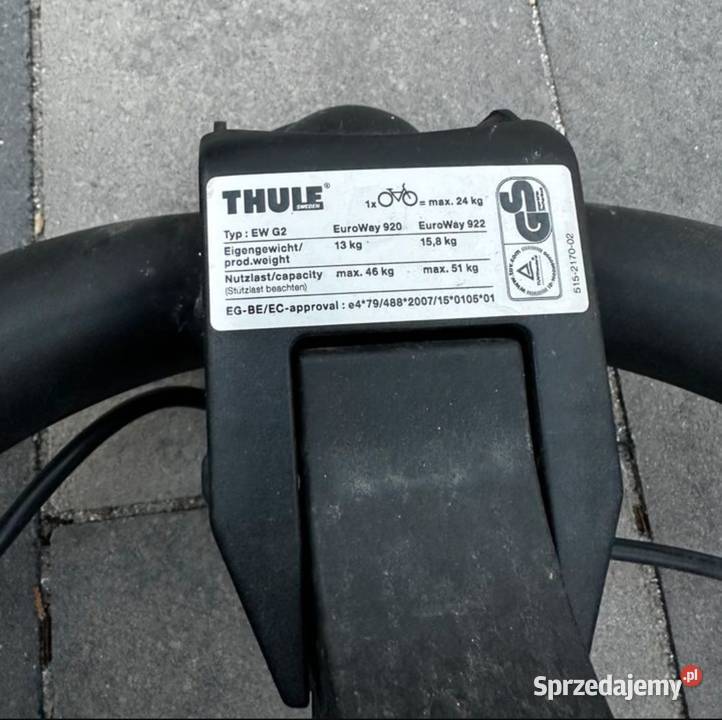 THULE®
SWEDEN
1x = max. 24 kg
Typ : EW G2 EuroWay 920 EuroWay 922
Eigengewicht/ 13 kg 15,8 kg
prod.weight
Nutzlast/capacity max. 46 kg max. 51 kg
(Stützlast beachten)
EG-BE/EC-approval : e4*79/488*2007/15*0105*01
SG
515-2170-02
Sprzedajemy.pl